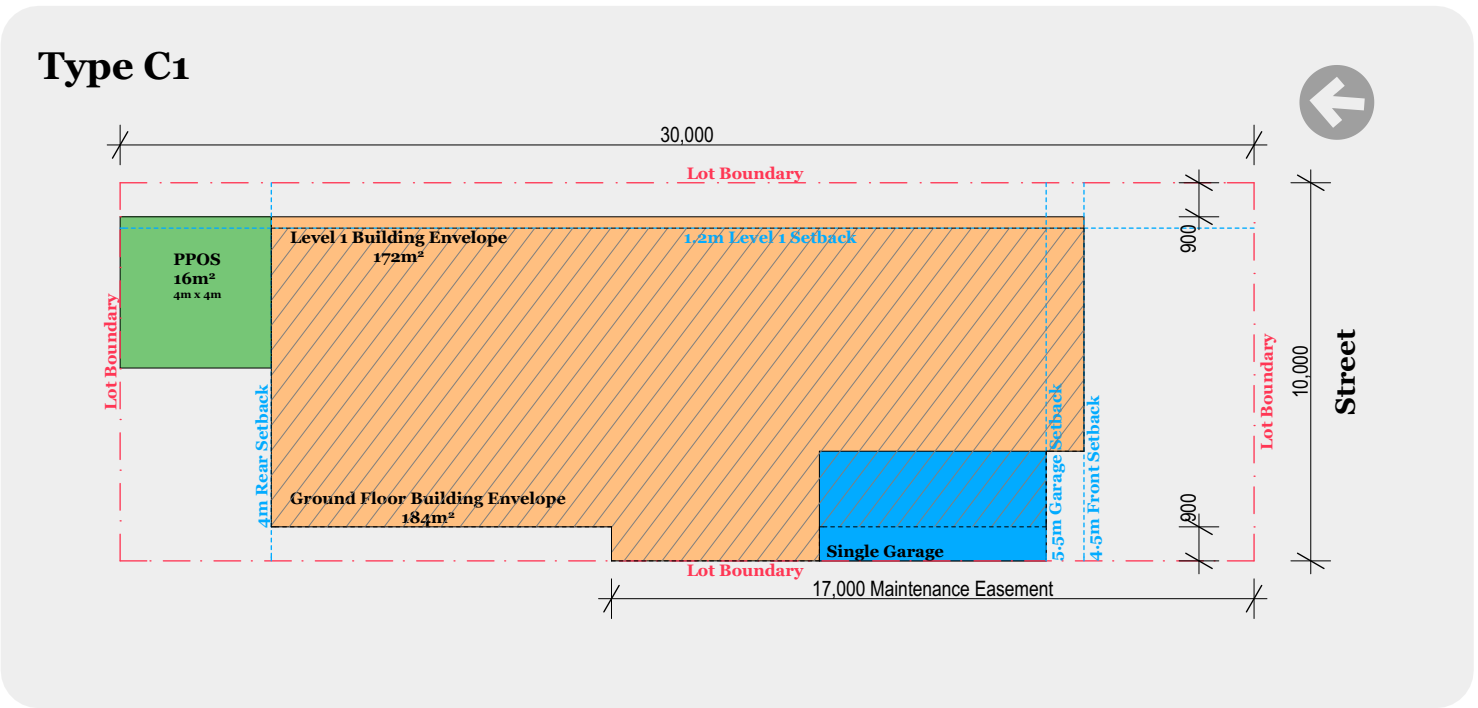 Type C1
30,000
Lot Boundary
900
Level 1 Building Envelope
172m²
1.2m Level 1 Setback
PPOS
16m²
4m x 4m
Lot Boundary
4m Rear Setback
Ground Floor Building Envelope
184m²
Single Garage
5.5m Garage Setback
4.5m Front Setback
900
Lot Boundary
10,000
Street
Lot Boundary
17,000 Maintenance Easement